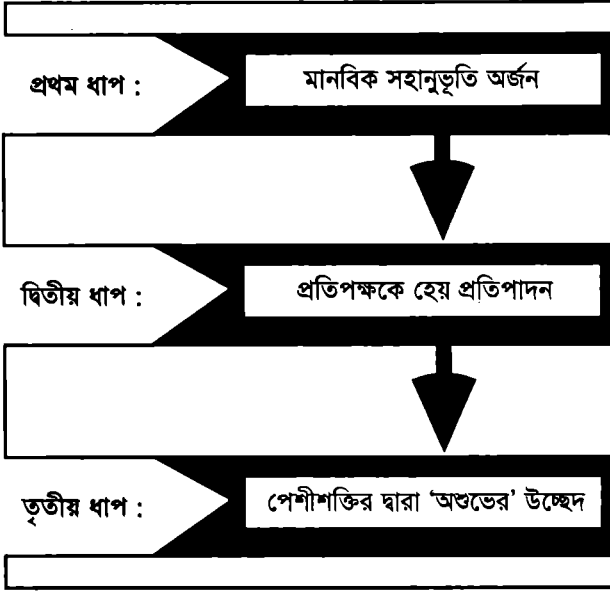 প্রথম ধাপ :
মানবিক সহানুভূতি অর্জন
দ্বিতীয় ধাপ :
প্রতিপক্ষকে হেয় প্রতিপাদন
তৃতীয় ধাপ :
পেশীশক্তির দ্বারা ‘অশুভের’ উচ্ছেদ